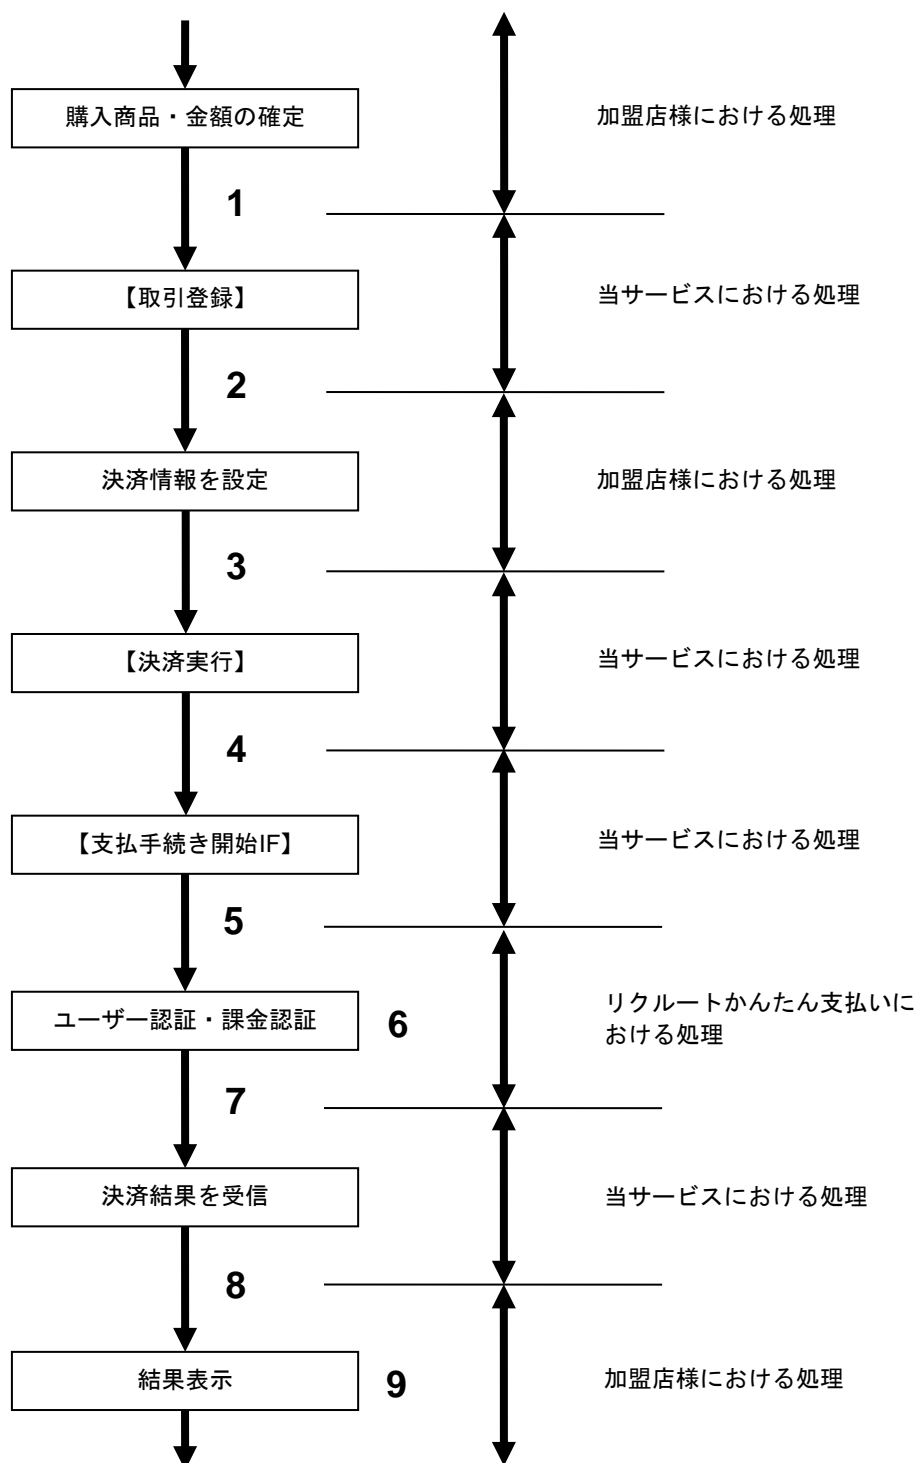 購入商品・金額の確定
加盟店様における処理
1
【取引登録】
当サービスにおける処理
2
決済情報を設定
加盟店様における処理
3
【決済実行】
当サービスにおける処理
4
【支払手続き開始IF】
当サービスにおける処理
5
ユーザー認証・課金認証
6
リクルートかんたん支払いに
おける処理
7
決済結果を受信
当サービスにおける処理
8
結果表示
9
加盟店様における処理